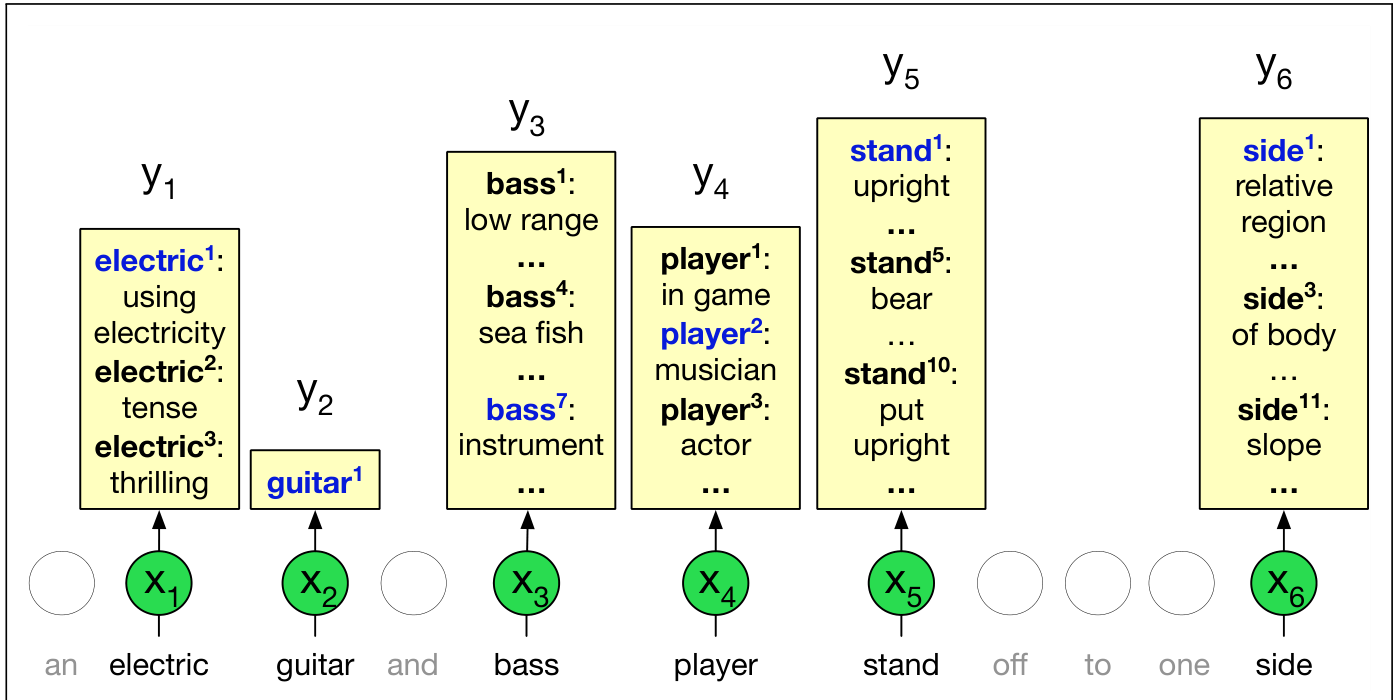 y₁
electric¹:
using
electricity
electric²:
tense
electric³:
thrilling
y₂
guitar¹
y₃
bass¹:
low range
...
bass⁴:
sea fish
...
bass⁷:
instrument
...
y₄
player¹:
in game
player²:
musician
player³:
actor
...
y₅
stand¹:
upright
...
stand⁵:
bear
...
stand¹⁰:
put
upright
...
y₆
side¹:
relative
region
...
side³:
of body
...
side¹¹:
slope
...
x₁ x₂ x₃ x₄ x₅ x₆
an electric guitar and bass player stand off to one side